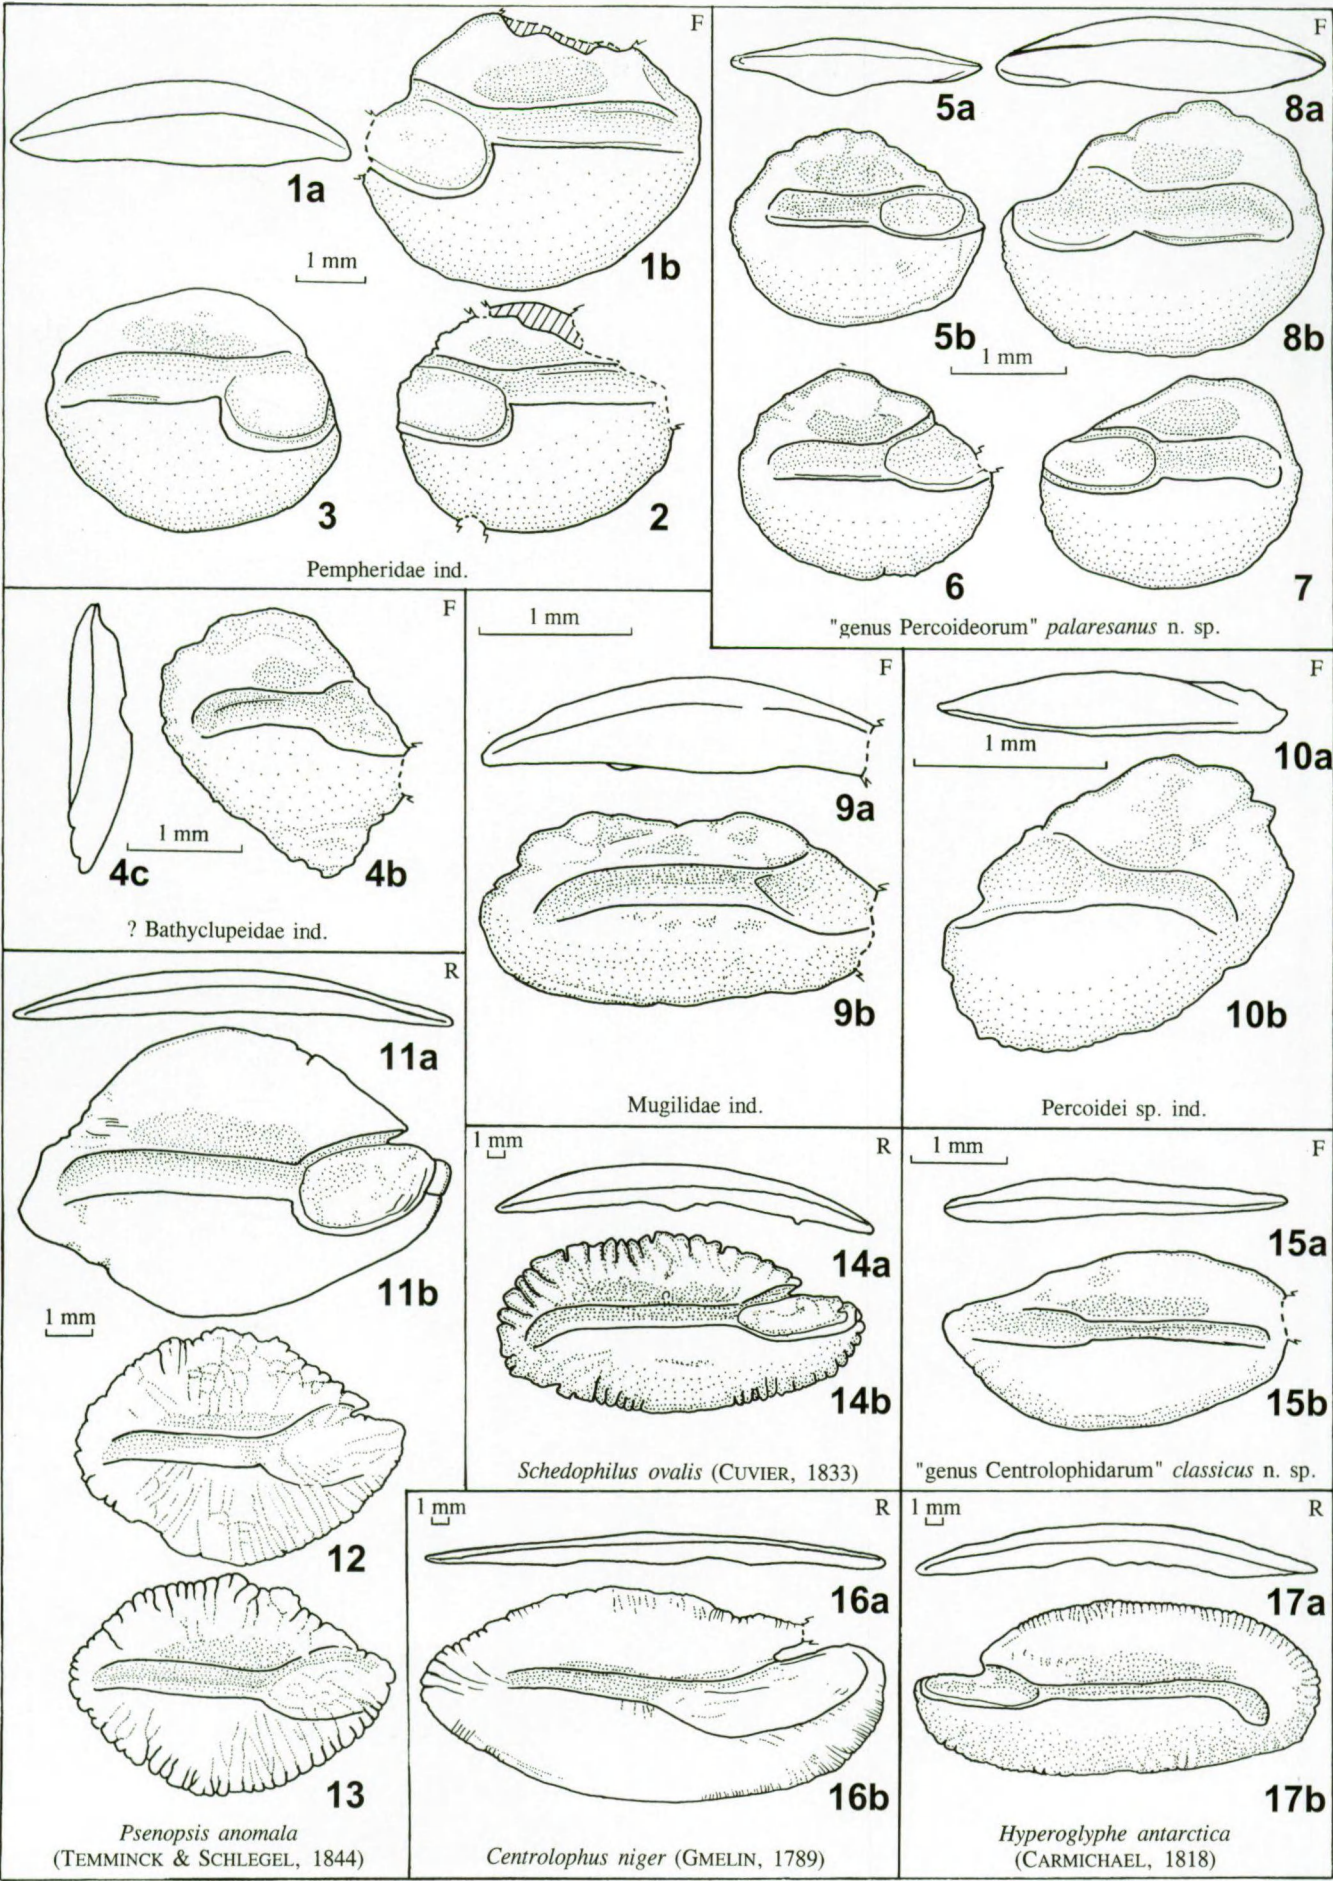 F
1a
1 mm
1b
3
2
Pempheridae ind.
F
5a
8a
5b
8b
1 mm
6
7
"genus Percoideorum" palaresanus n. sp.
F
4c
1 mm
4b
? Bathyclupeidae ind.
1 mm
F
9a
9b
Mugilidae ind.
F
10a
1 mm
10b
Percoidei sp. ind.
R
11a
11b
1 mm
12
13
Psenopsis anomala
(TEMMINCK & SCHLEGEL, 1844)
1 mm
R
14a
14b
Schedophilus ovalis (CUVIER, 1833)
1 mm
F
15a
15b
"genus Centrolophidarum" classicus n. sp.
1 mm
16a
16b
Centrolophus niger (GMELIN, 1789)
1 mm
R
17a
17b
Hyperoglyphe antarctica
(CARMICHAEL, 1818)
R